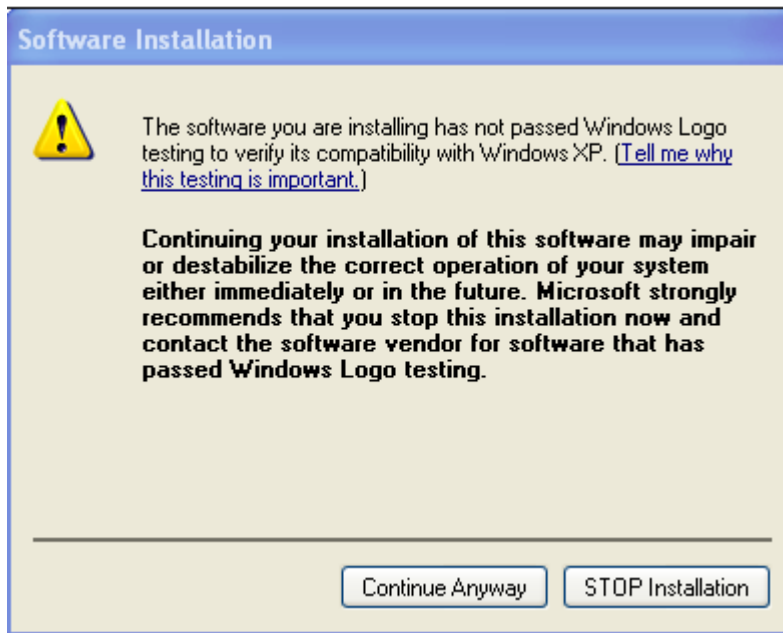 Software Installation
The software you are installing has not passed Windows Logo
testing to verify its compatibility with Windows XP. (Tell me why
this testing is important.)
Continuing your installation of this software may impair
or destabilize the correct operation of your system
either immediately or in the future. Microsoft strongly
recommends that you stop this installation now and
contact the software vendor for software that has
passed Windows Logo testing.
Continue Anyway
STOP Installation